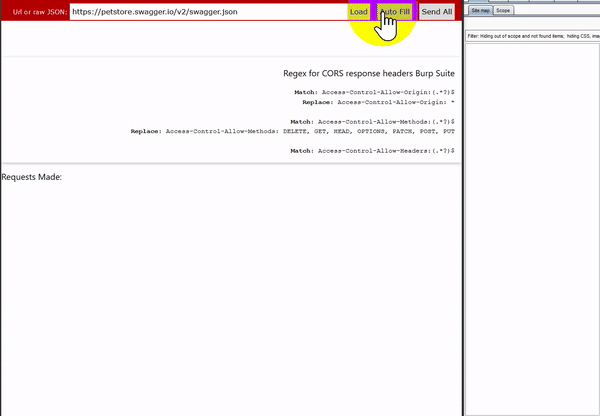 Url or raw JSON: https://petstore.swagger.io/v2/swagger.json Load Auto Fill Send All
Site map Scope
Filter: Hiding out of scope and not found items; hiding CSS, ima
Regex for CORS response headers Burp Suite
Match: Access-Control-Allow-Origin:(.*?)$
Replace: Access-Control-Allow-Origin: *
Match: Access-Control-Allow-Methods:(.*?)$
Replace: Access-Control-Allow-Methods: DELETE, GET, HEAD, OPTIONS, PATCH, POST, PUT
Match: Access-Control-Allow-Headers:(.*?)$
Requests Made: